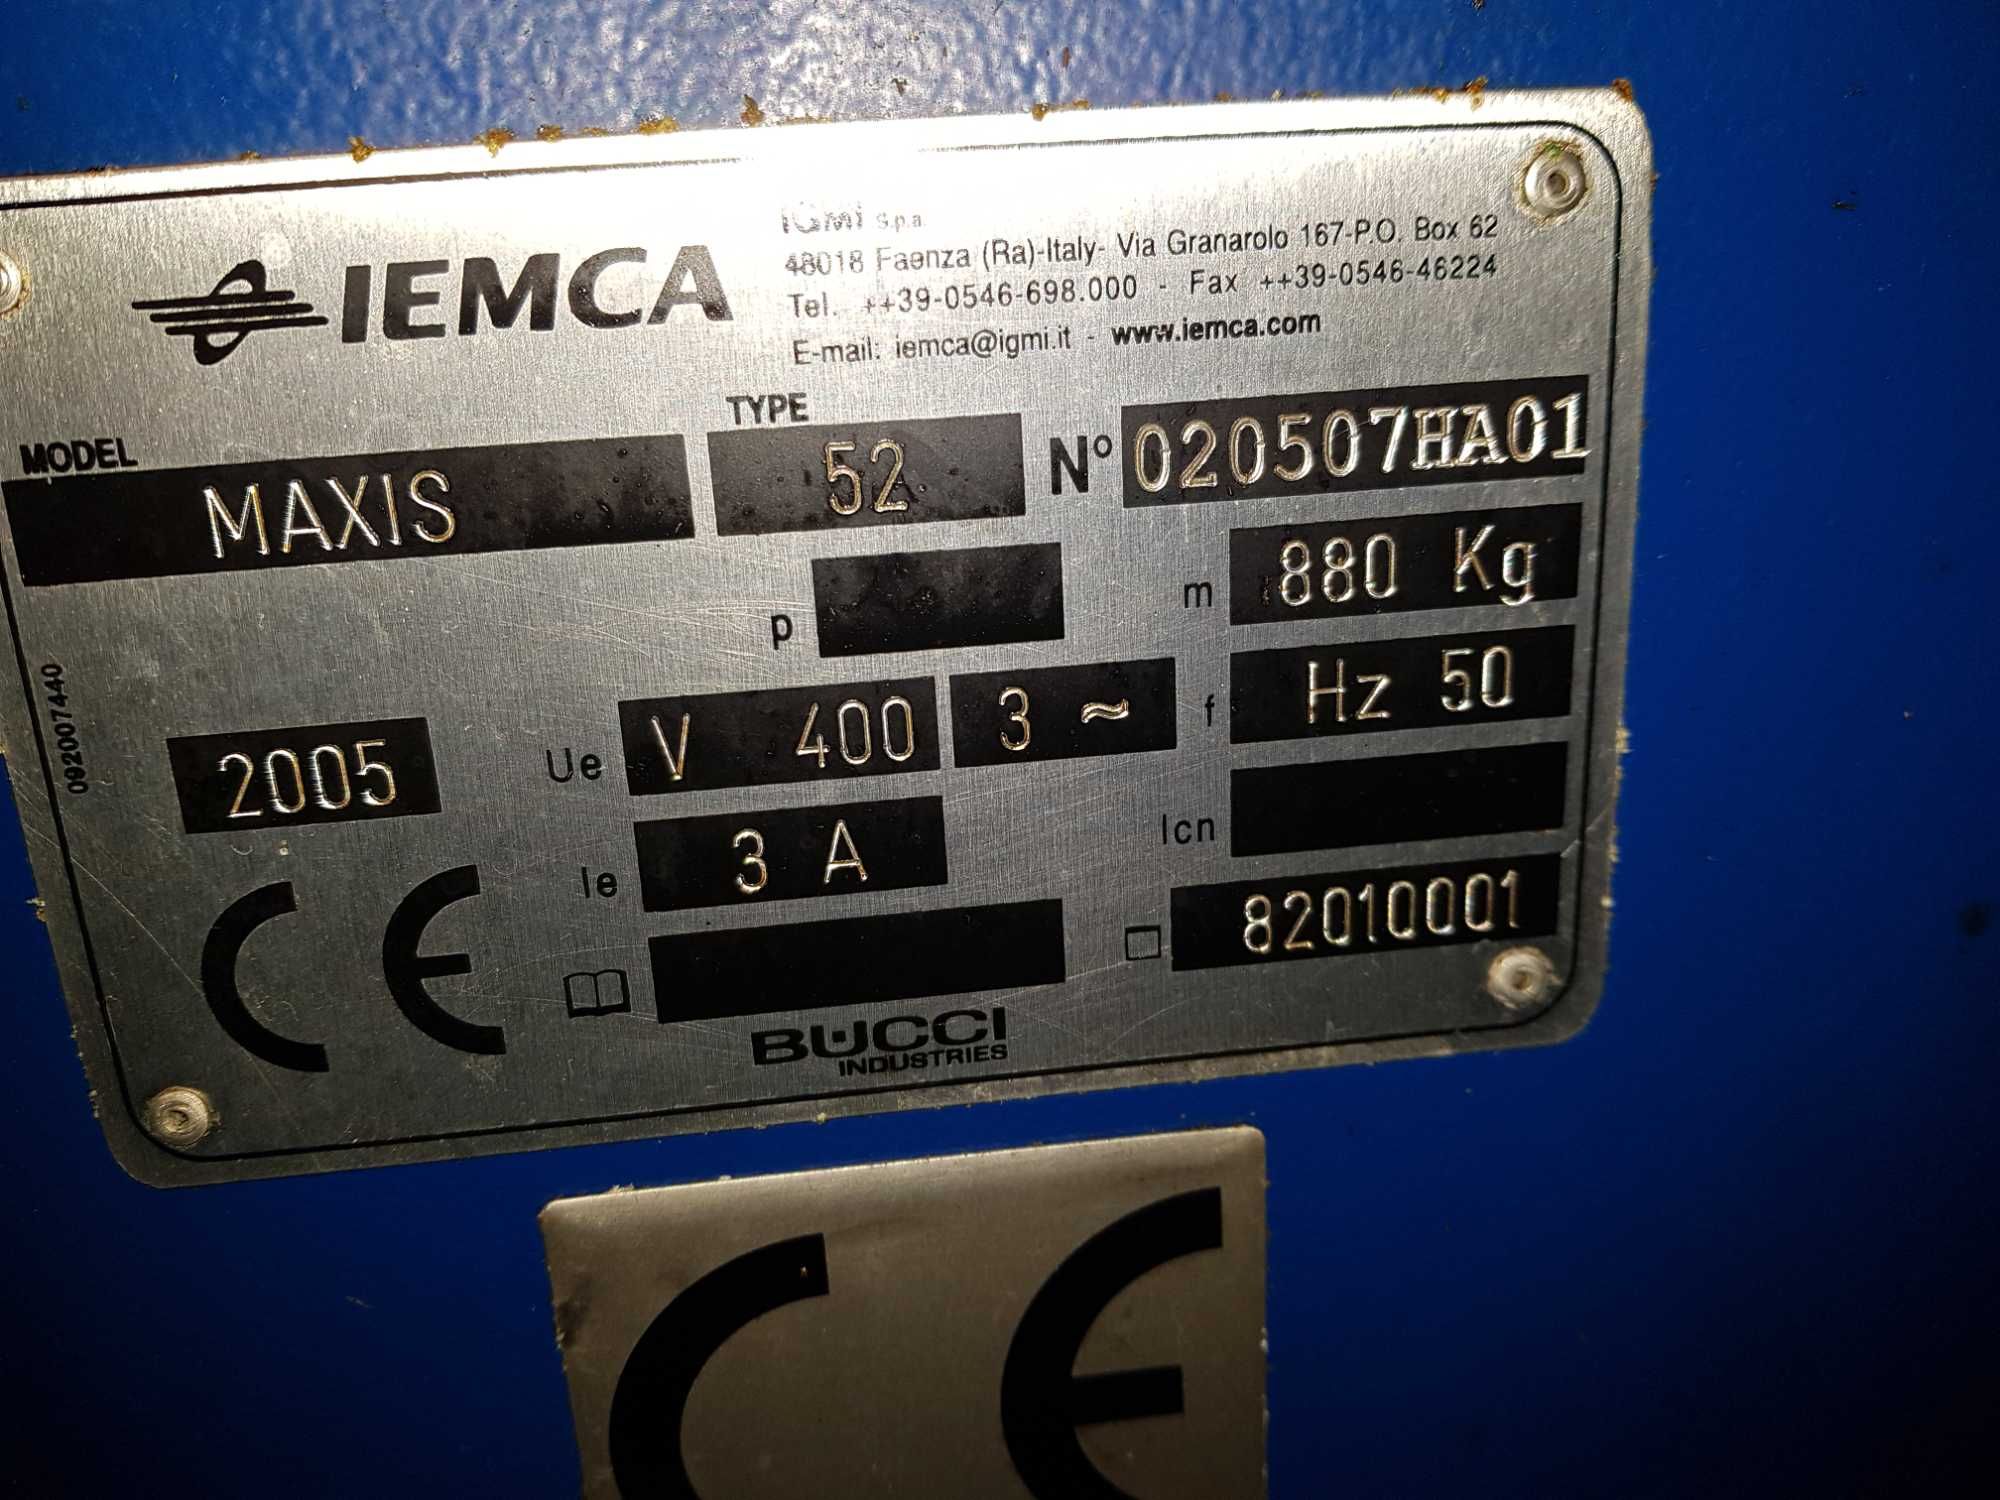 IEMCA
IGMI S.p.a.
48018 Faenza (Ra)-Italy- Via Granarolo 167-P.O. Box 62
Tel. ++39-0546-698.000 - Fax ++39-0546-46224
E-mail: iemca@igmi.it - www.iemca.com
MODEL MAXIS
TYPE 52
N° 020507HA01
p
m 880 Kg
092007440
2005
Ue V 400 3 ~
f Hz 50
Ie 3 A
Icn
82010001
CE
BUCCI
INDUSTRIES
CE